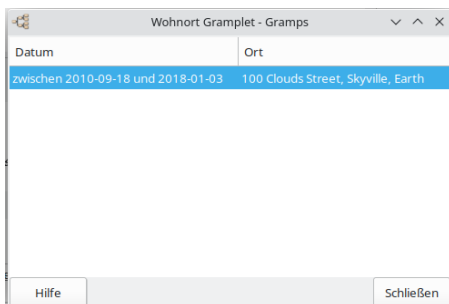 Wohnort Gramplet - Gramps
Datum Ort
zwischen 2010-09-18 und 2018-01-03 100 Clouds Street, Skyville, Earth
Hilfe Schließen